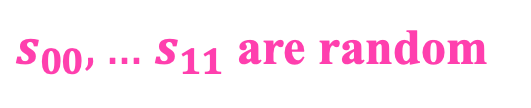 s₀₀, ... s₁₁ are random